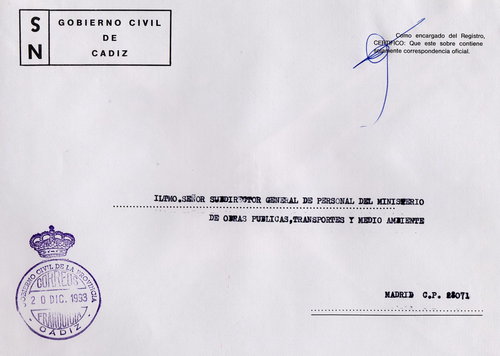 S N
GOBIERNO CIVIL
DE
CADIZ
Como encargado del Registro,
CERTIFICO: Que este sobre contiene
solamente correspondencia oficial.
ILTMO.SEÑOR SUBDIRECTOR GENERAL DE PERSONAL DEL MINISTERIO
DE OBRAS PUBLICAS,TRANSPORTES Y MEDIO AMBIENTE
GOBIERNO CIVIL DE LA PROVINCIA
CORREOS
20 DIC. 1993
FRANQUICIA
CADIZ
MADRID C.P. 28071